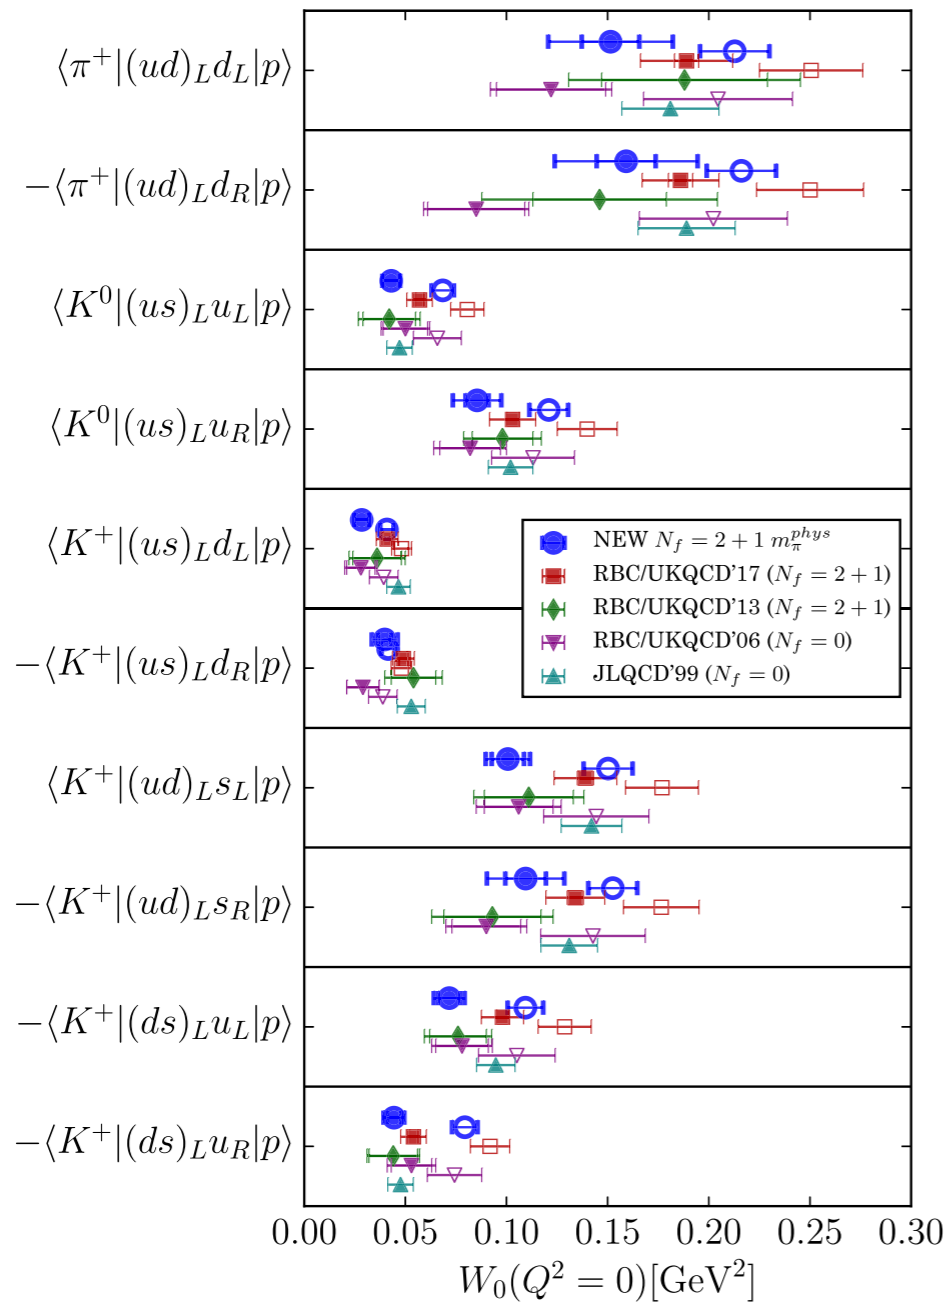 ⟨π⁺|(ud)_L d_L|p⟩
−⟨π⁺|(ud)_L d_R|p⟩
⟨K⁰|(us)_L u_L|p⟩
⟨K⁰|(us)_L u_R|p⟩
⟨K⁺|(us)_L d_L|p⟩
−⟨K⁺|(us)_L d_R|p⟩
⟨K⁺|(ud)_L s_L|p⟩
−⟨K⁺|(ud)_L s_R|p⟩
−⟨K⁺|(ds)_L u_L|p⟩
−⟨K⁺|(ds)_L u_R|p⟩
NEW N_f = 2 + 1 m_π^{phys}
RBC/UKQCD'17 (N_f = 2 + 1)
RBC/UKQCD'13 (N_f = 2 + 1)
RBC/UKQCD'06 (N_f = 0)
JLQCD'99 (N_f = 0)
0.00 0.05 0.10 0.15 0.20 0.25 0.30
W₀(Q² = 0)[GeV²]